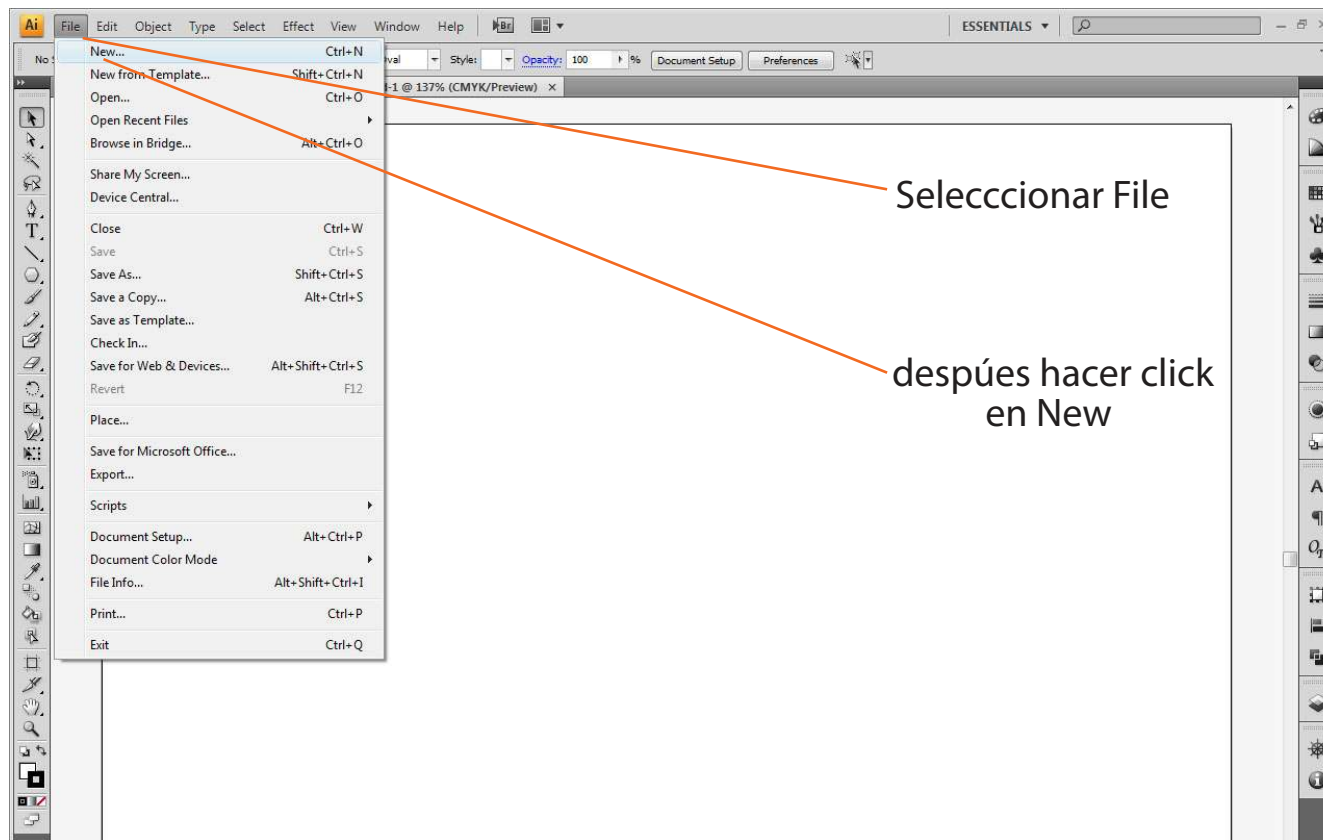 Ai File Edit Object Type Select Effect View Window Help Br ESSENTIALS
No Style: Opacity: 100 % Document Setup Preferences
-1 @ 137% (CMYK/Preview) ×
New... Ctrl+N
New from Template... Shift+Ctrl+N
Open... Ctrl+O
Open Recent Files
Browse in Bridge... Alt+Ctrl+O
Share My Screen...
Device Central...
Close Ctrl+W
Save Ctrl+S
Save As... Shift+Ctrl+S
Save a Copy... Alt+Ctrl+S
Save as Template...
Check In...
Save for Web & Devices... Alt+Shift+Ctrl+S
Revert F12
Place...
Save for Microsoft Office...
Export...
Scripts
Document Setup... Alt+Ctrl+P
Document Color Mode
File Info... Alt+Shift+Ctrl+I
Print... Ctrl+P
Exit Ctrl+Q
Selecccionar File
despúes hacer click
en New